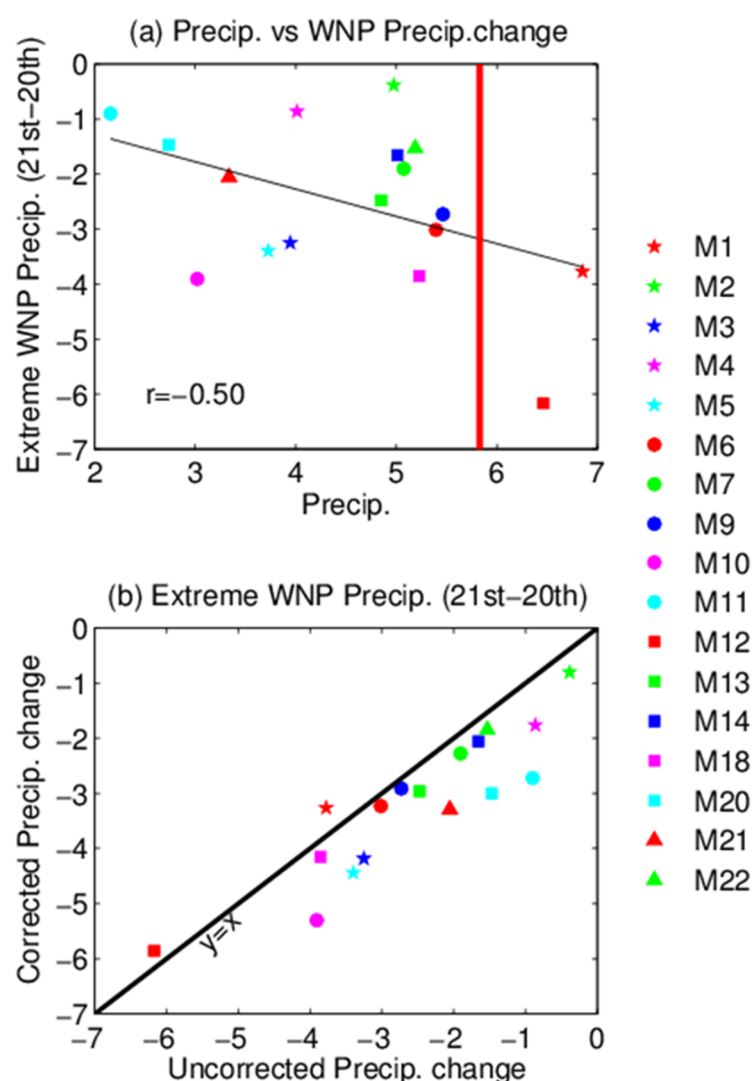 (a) Precip. vs WNP Precip.change
Extreme WNP Precip. (21st−20th)
0
−1
−2
−3
−4
−5
−6
−7
r=−0.50
2 3 4 5 6 7
Precip.
(b) Extreme WNP Precip. (21st−20th)
Corrected Precip. change
0
−1
−2
−3
−4
−5
−6
−7
y=x
−7 −6 −5 −4 −3 −2 −1 0
Uncorrected Precip. change
M1
M2
M3
M4
M5
M6
M7
M9
M10
M11
M12
M13
M14
M18
M20
M21
M22